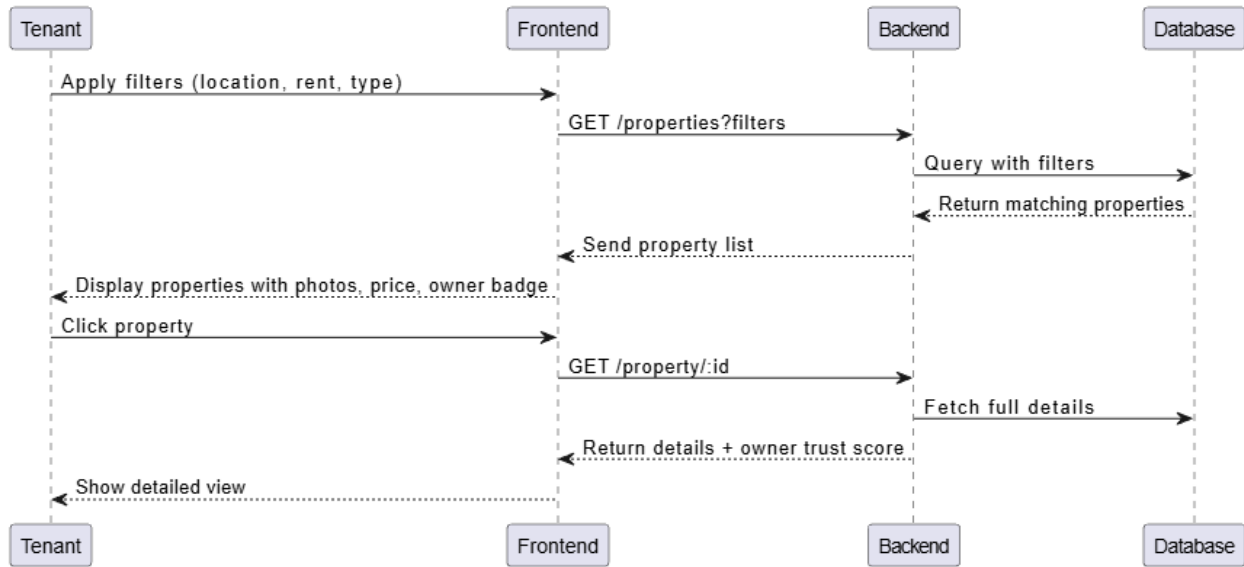 Tenant Frontend Backend Database
Apply filters (location, rent, type)
GET /properties?filters
Query with filters
Return matching properties
Send property list
Display properties with photos, price, owner badge
Click property
GET /property/:id
Fetch full details
Return details + owner trust score
Show detailed view
Tenant Frontend Backend Database